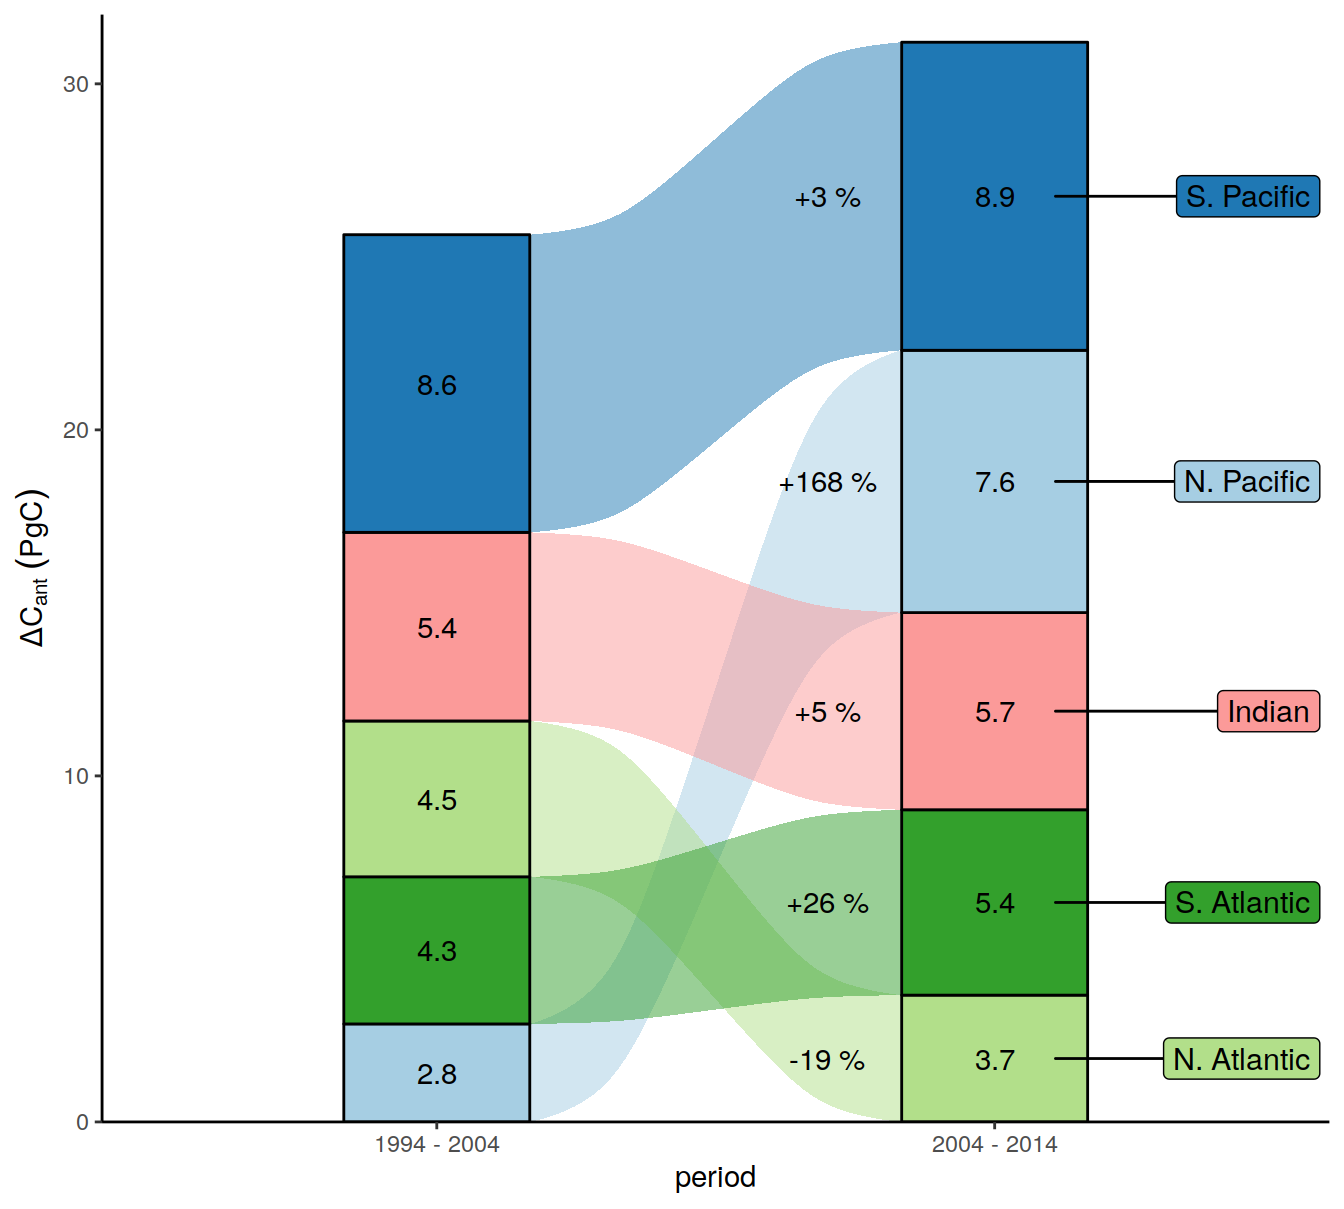 30
20
10
0
ΔCant (PgC)
8.6
5.4
4.5
4.3
2.8
+3 %
+168 %
+5 %
+26 %
-19 %
8.9
7.6
5.7
5.4
3.7
S. Pacific
N. Pacific
Indian
S. Atlantic
N. Atlantic
1994 - 2004
2004 - 2014
period